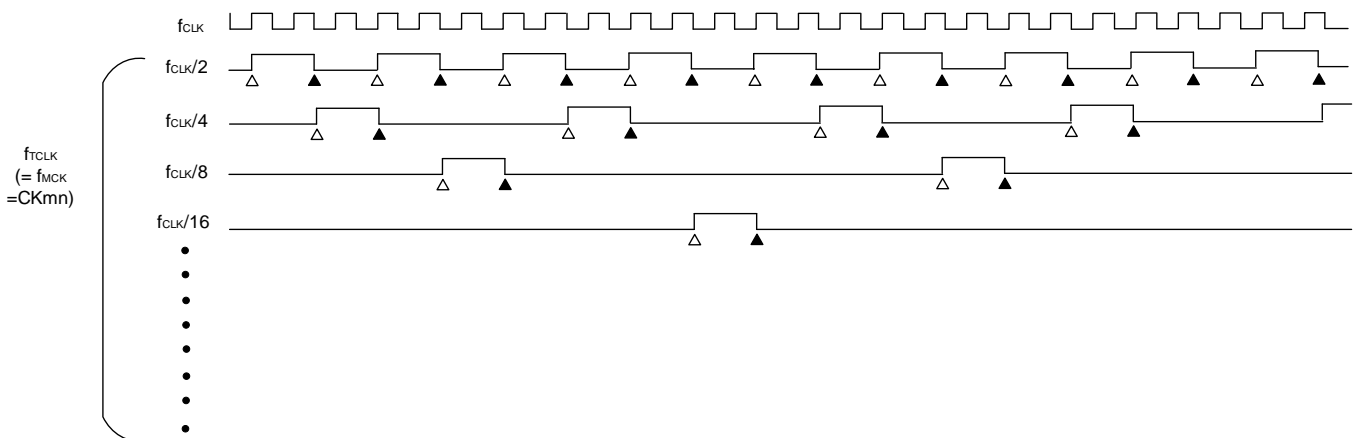 fCLK
fCLK/2
fCLK/4
fTCLK
(= fMCK
=CKmn)
fCLK/8
fCLK/16